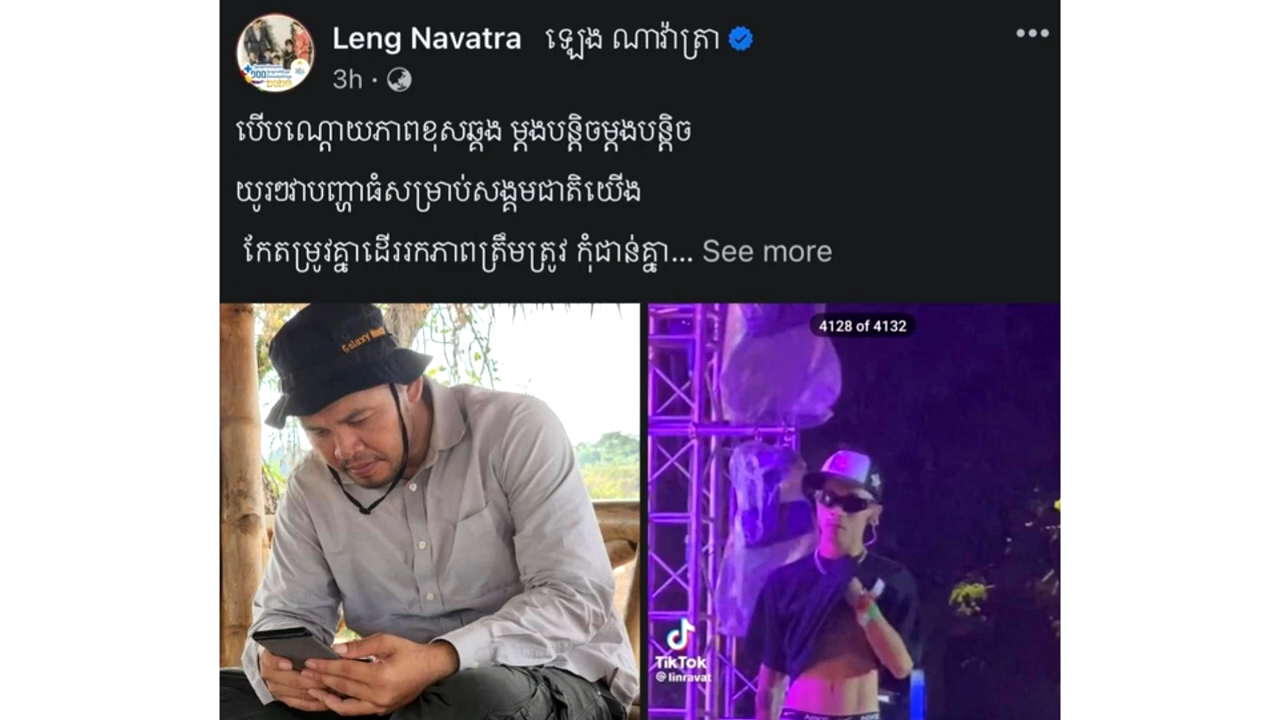 Leng Navatra ឡេង ណាវ៉ាត្រា
3h ·
បើបណ្តោយភាពខុសឆ្គង ម្តងបន្តិចម្តងបន្តិច
យូរៗវាបញ្ហាធំសម្រាប់សង្គមជាតិយើង
កែតម្រូវគ្នាដើររកភាពត្រឹមត្រូវ កុំជាន់គ្នា... See more
4128 of 4132
Galaxy
TikTok
@linravat